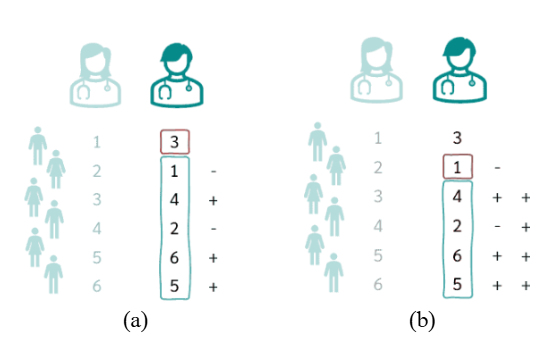 1 3
2 1 -
3 4 +
4 2 -
5 6 +
6 5 +
(a)
1 3
2 1 -
3 4 + +
4 2 - +
5 6 + +
6 5 + +
(b)